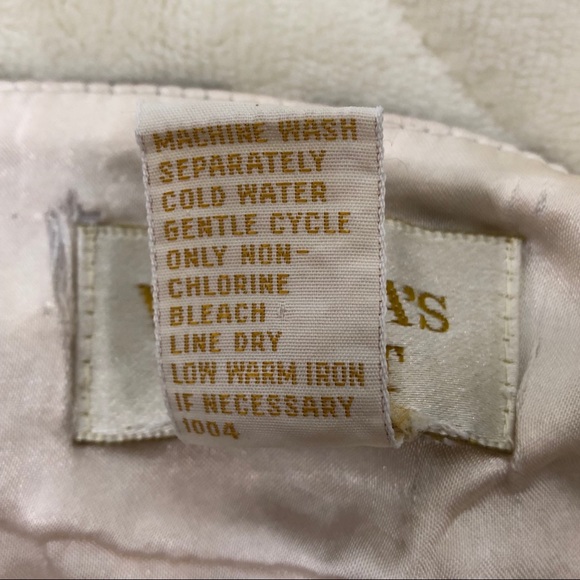 MACHINE WASH
SEPARATELY
COLD WATER
GENTLE CYCLE
ONLY NON-
CHLORINE
BLEACH
LINE DRY
LOW WARM IRON
IF NECESSARY
1004
A'S